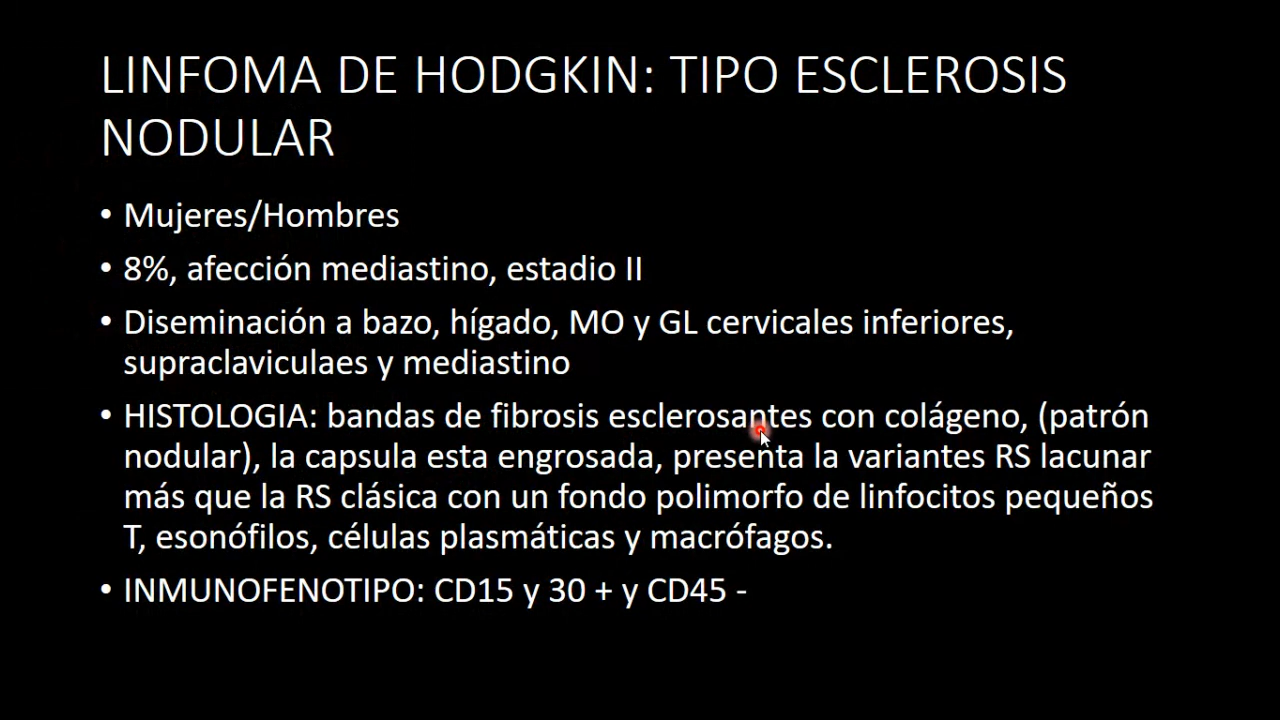 LINFOMA DE HODGKIN: TIPO ESCLEROSIS
NODULAR
• Mujeres/Hombres
• 8%, afección mediastino, estadio II
• Diseminación a bazo, hígado, MO y GL cervicales inferiores,
supraclaviculaes y mediastino
• HISTOLOGIA: bandas de fibrosis esclerosantes con colágeno, (patrón
nodular), la capsula esta engrosada, presenta la variantes RS lacunar
más que la RS clásica con un fondo polimorfo de linfocitos pequeños
T, esonófilos, células plasmáticas y macrófagos.
• INMUNOFENOTIPO: CD15 y 30 + y CD45 -